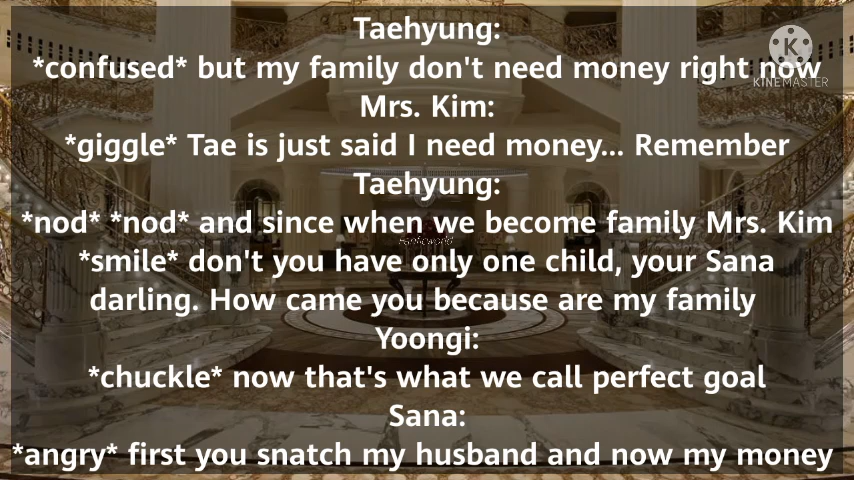 Taehyung:
*confused* but my family don't need money right now
KINEMASTER
Mrs. Kim:
*giggle* Tae is just said I need money... Remember
Taehyung:
*nod* *nod* and since when we become family Mrs. Kim
*smile* don't you have only one child, your Sana
darling. How came you because are my family
Yoongi:
*chuckle* now that's what we call perfect goal
Sana:
*angry* first you snatch my husband and now my money